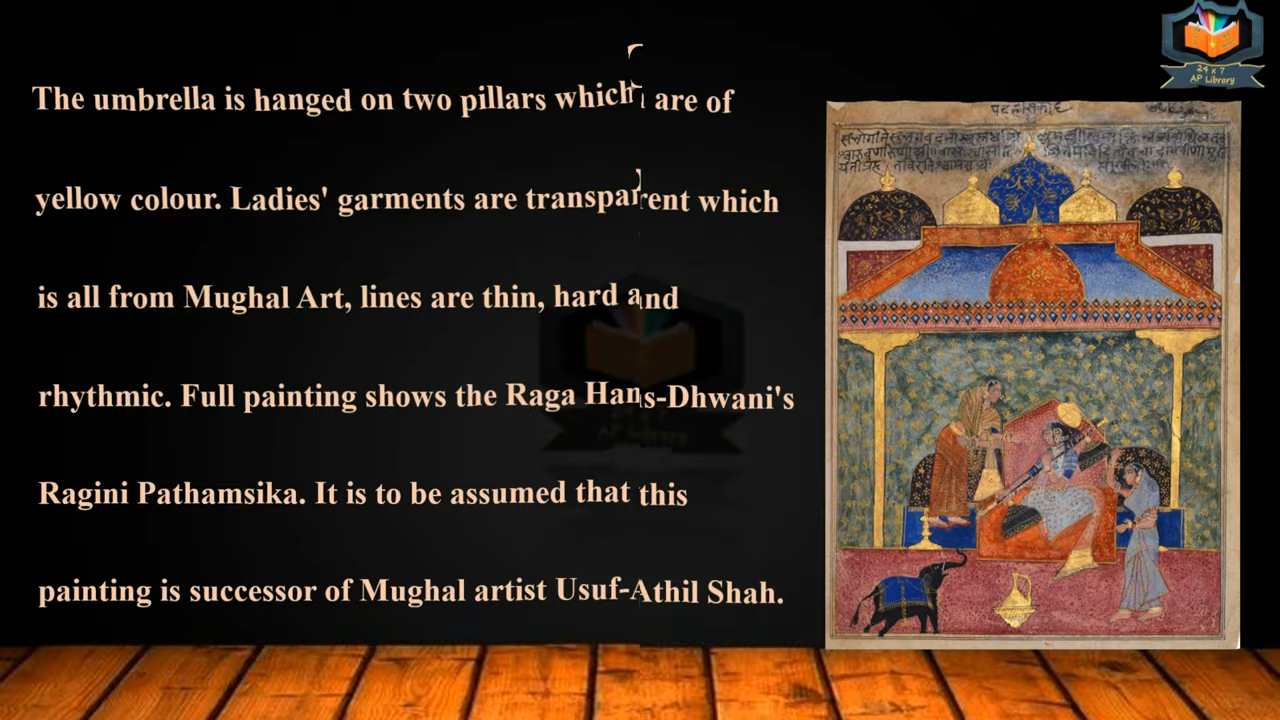 The umbrella is hanged on two pillars which are of
yellow colour. Ladies' garments are transparent which
is all from Mughal Art, lines are thin, hard and
rhythmic. Full painting shows the Raga Hans-Dhwani's
Ragini Pathamsika. It is to be assumed that this
painting is successor of Mughal artist Usuf-Athil Shah.
24 x 7
AP Library
AP Library